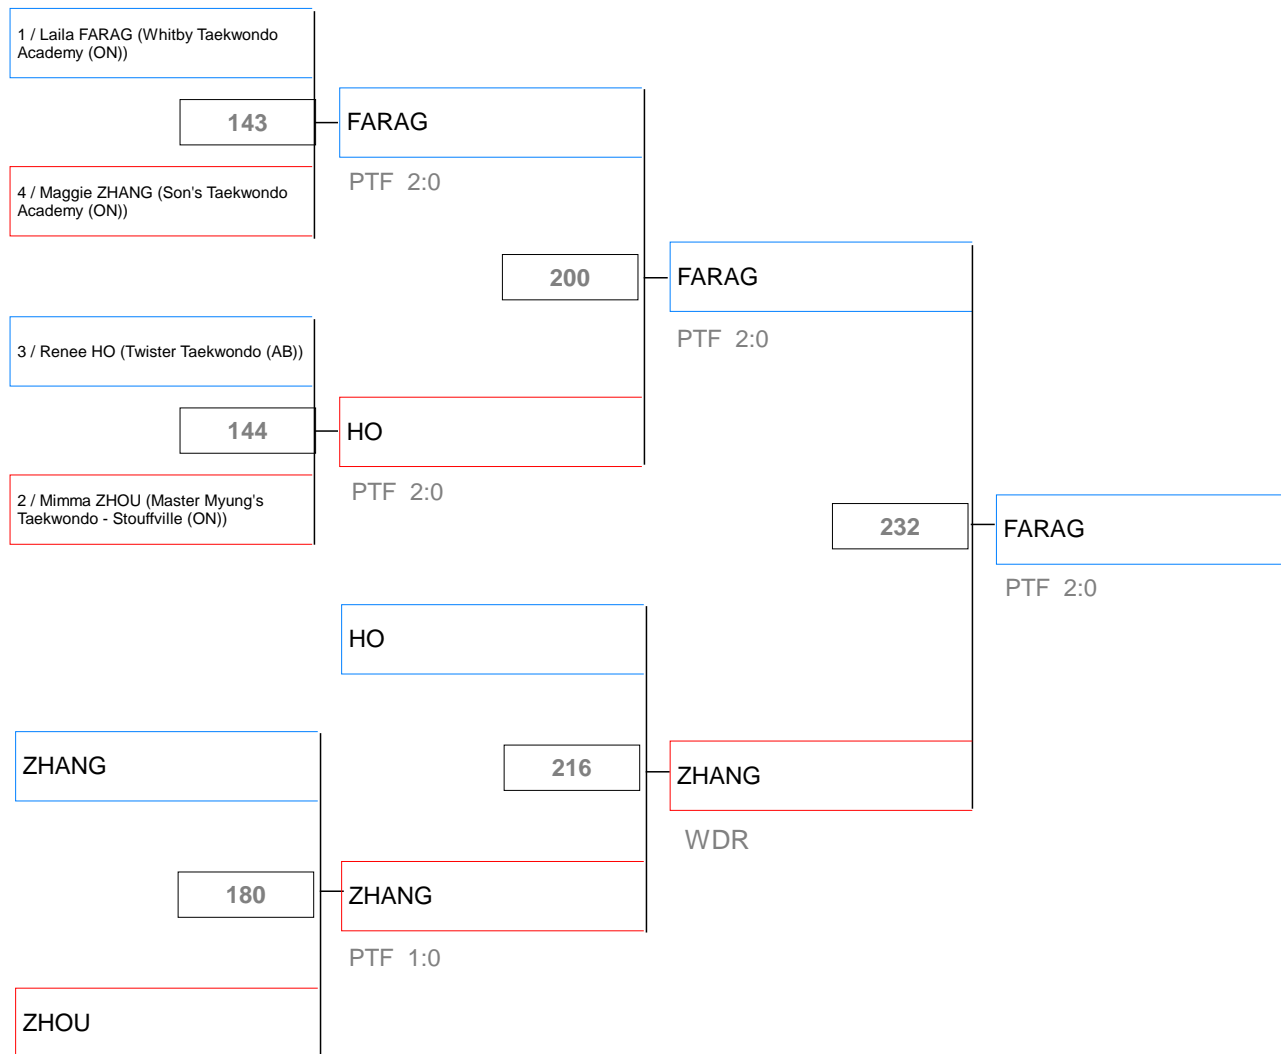 1 / Laila FARAG (Whitby Taekwondo
Academy (ON))
143
FARAG
PTF 2:0
4 / Maggie ZHANG (Son's Taekwondo
Academy (ON))
200
FARAG
PTF 2:0
3 / Renee HO (Twister Taekwondo (AB))
144
HO
PTF 2:0
2 / Mimma ZHOU (Master Myung's
Taekwondo - Stouffville (ON))
232
FARAG
PTF 2:0
HO
ZHANG
216
ZHANG
WDR
180
ZHANG
PTF 1:0
ZHOU